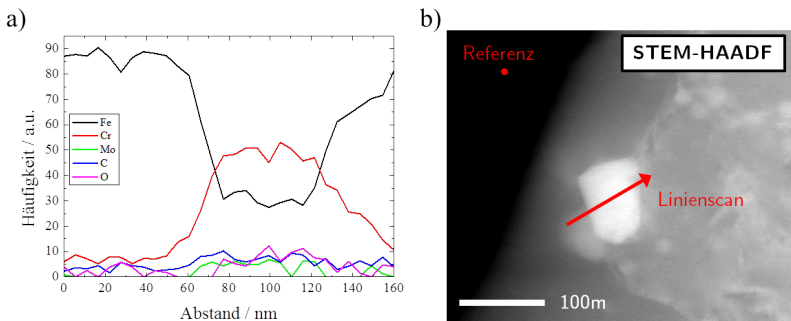 a)
90
80
70
60
50
40
30
20
10
0
Häufigkeit / a.u.
Fe
Cr
Mo
C
O
0 20 40 60 80 100 120 140 160
Abstand / nm
b)
STEM-HAADF
Referenz
Linienscan
100m